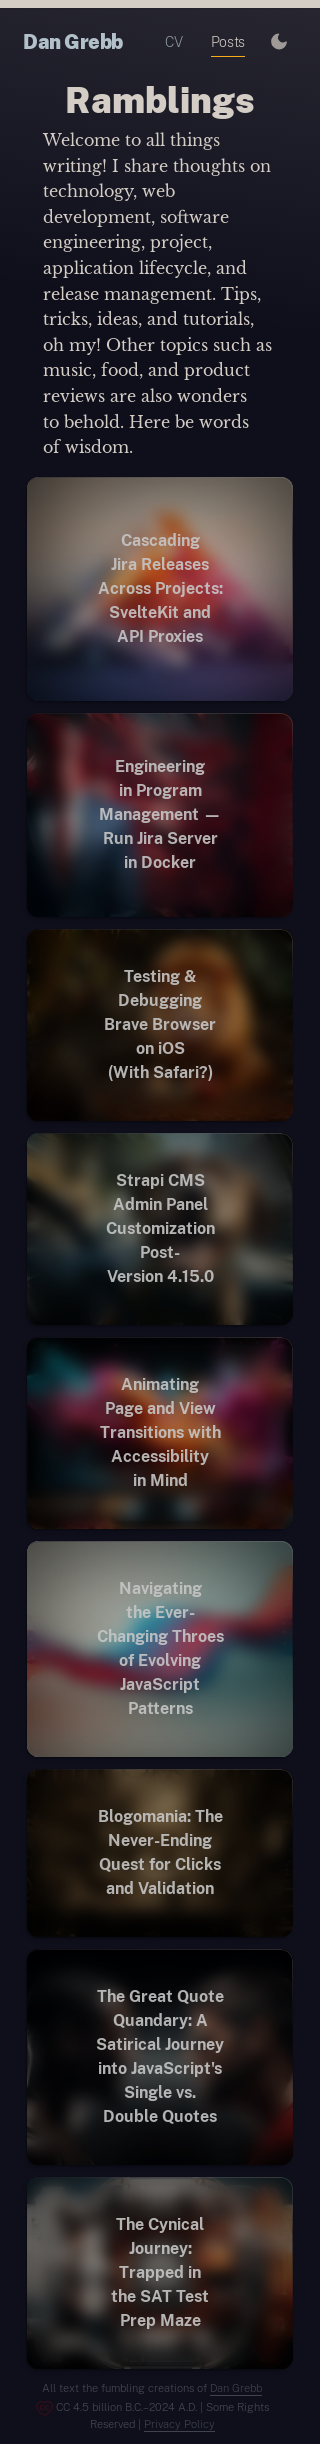 Dan Grebb CV Posts
Ramblings
Welcome to all things
writing! I share thoughts on
technology, web
development, software
engineering, project,
application lifecycle, and
release management. Tips,
tricks, ideas, and tutorials,
oh my! Other topics such as
music, food, and product
reviews are also wonders
to behold. Here be words
of wisdom.
Cascading
Jira Releases
Across Projects:
SvelteKit and
API Proxies
Engineering
in Program
Management —
Run Jira Server
in Docker
Testing &
Debugging
Brave Browser
on iOS
(With Safari?)
Strapi CMS
Admin Panel
Customization
Post-
Version 4.15.0
Animating
Page and View
Transitions with
Accessibility
in Mind
Navigating
the Ever-
Changing Throes
of Evolving
JavaScript
Patterns
Blogomania: The
Never-Ending
Quest for Clicks
and Validation
The Great Quote
Quandary: A
Satirical Journey
into JavaScript's
Single vs.
Double Quotes
The Cynical
Journey:
Trapped in
the SAT Test
Prep Maze
All text the fumbling creations of Dan Grebb
CC 4.5 billion B.C.–2024 A.D. | Some Rights
Reserved | Privacy Policy